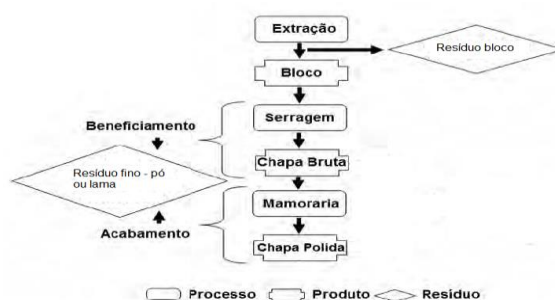 Extração
Resíduo bloco
Bloco
Beneficiamento
Serragem
Resíduo fino - pó
ou lama
Chapa Bruta
Mamoraria
Acabamento
Chapa Polida
Processo
Produto
Resíduo